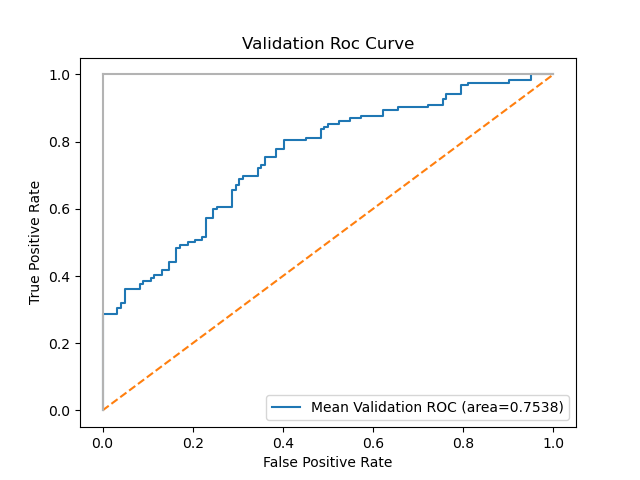 Validation Roc Curve
1.0
0.8
0.6
0.4
0.2
0.0
True Positive Rate
Mean Validation ROC (area=0.7538)
0.0 0.2 0.4 0.6 0.8 1.0
False Positive Rate